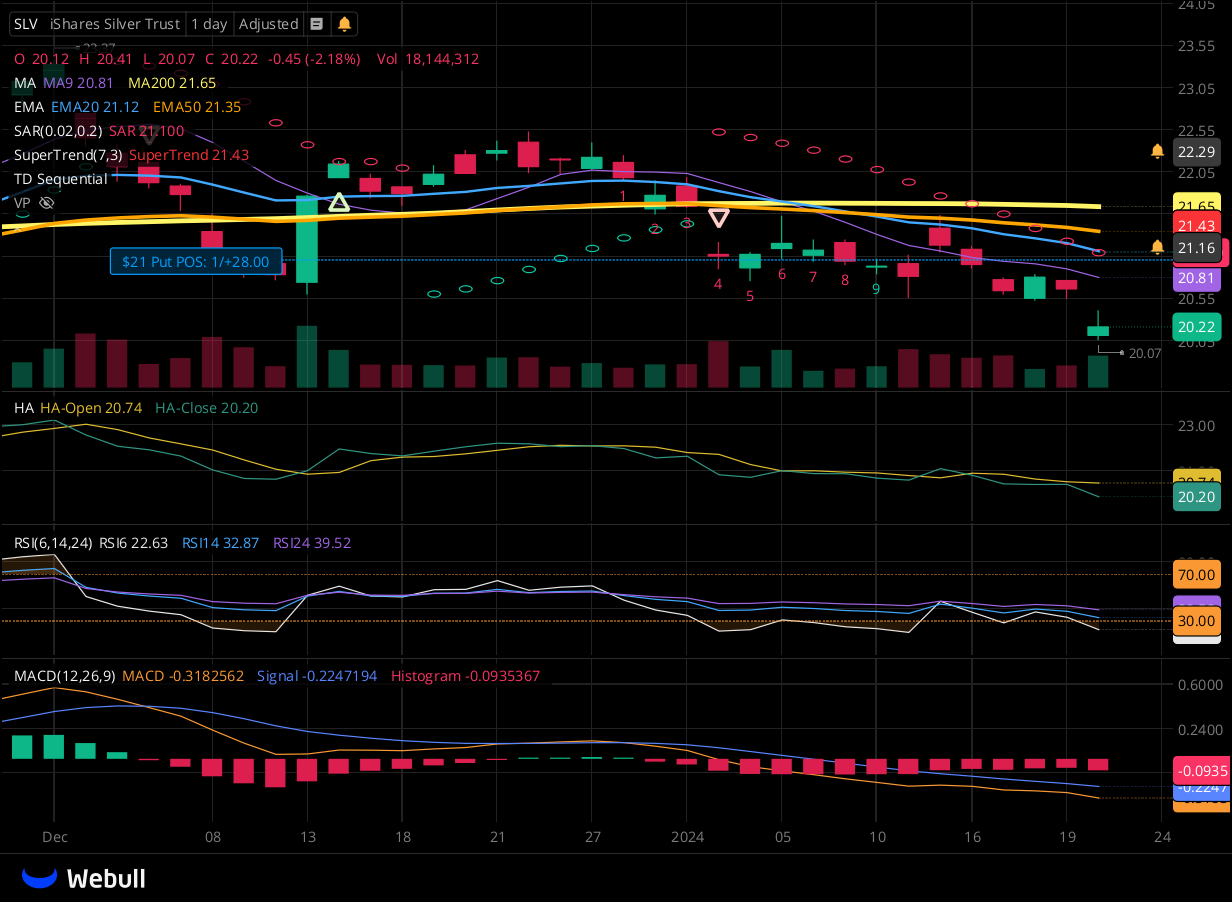 SLV iShares Silver Trust 1 day Adjusted
24.05
23.55
O 20.12 H 20.41 L 20.07 C 20.22 -0.45 (-2.18%) Vol 18,144,312
MA MA9 20.81 MA200 21.65
23.05
EMA EMA20 21.12 EMA50 21.35
SAR(0.02,0.2) SAR 21.100
22.55
SuperTrend(7,3) SuperTrend 21.43
22.29
TD Sequential
22.05
VP
1
2
3
21.65
21.43
21.16
$21 Put POS: 1/+28.00
4
5
6
7
8
9
20.81
20.55
20.22
20.05
20.07
HA HA-Open 20.74 HA-Close 20.20
23.00
20.74
20.20
RSI(6,14,24) RSI6 22.63 RSI14 32.87 RSI24 39.52
70.00
30.00
MACD(12,26,9) MACD -0.3182562 Signal -0.2247194 Histogram -0.0935367
0.6000
0.2400
-0.0935
-0.2247
Dec 08 13 18 21 27 2024 05 10 16 19 24
Webull